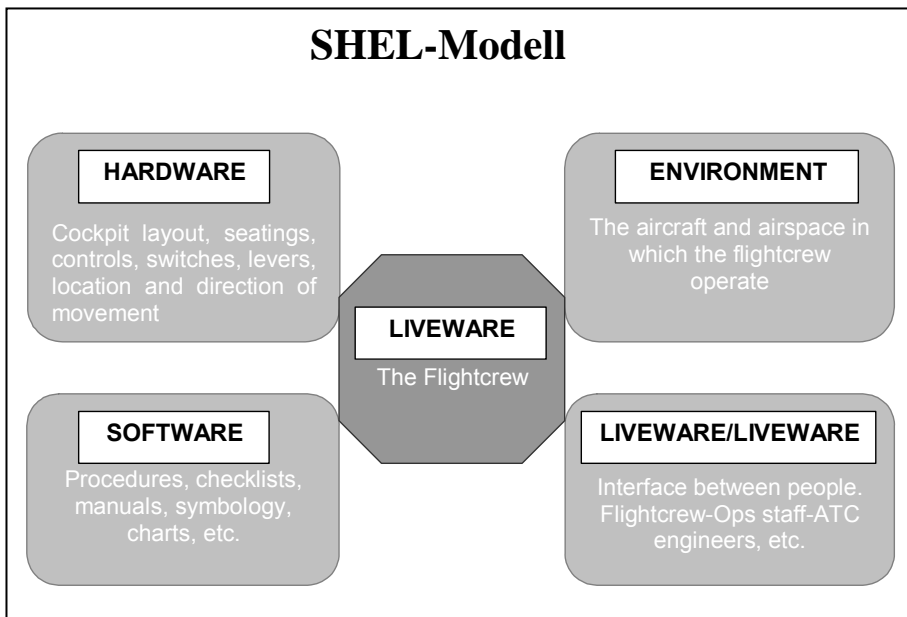 SHEL-Modell
HARDWARE
Cockpit layout, seatings,
controls, switches, levers,
location and direction of
movement
ENVIRONMENT
The aircraft and airspace in
which the flightcrew
operate
LIVEWARE
The Flightcrew
SOFTWARE
Procedures, checklists,
manuals, symbology,
charts, etc.
LIVEWARE/LIVEWARE
Interface between people.
Flightcrew-Ops staff-ATC
engineers, etc.